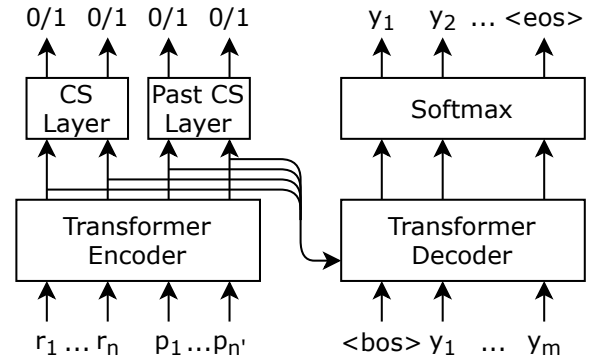 0/1 0/1 0/1 0/1 y1 y2 ... <eos>
CS Layer
Past CS Layer
Softmax
Transformer Encoder
Transformer Decoder
r1 ... rn p1 ... pn' <bos> y1 ... ym